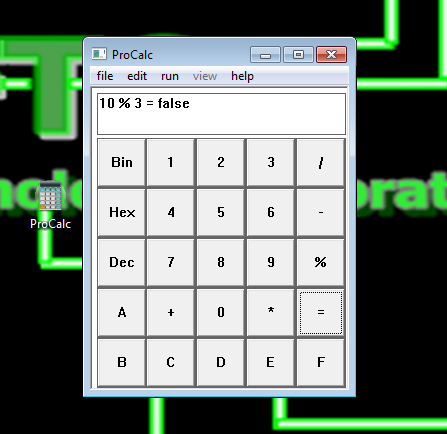 ProCalc
file edit run view help
10 % 3 = false
Bin 1 2 3 /
Hex 4 5 6 -
Dec 7 8 9 %
A + 0 * =
B C D E F
ProCalc